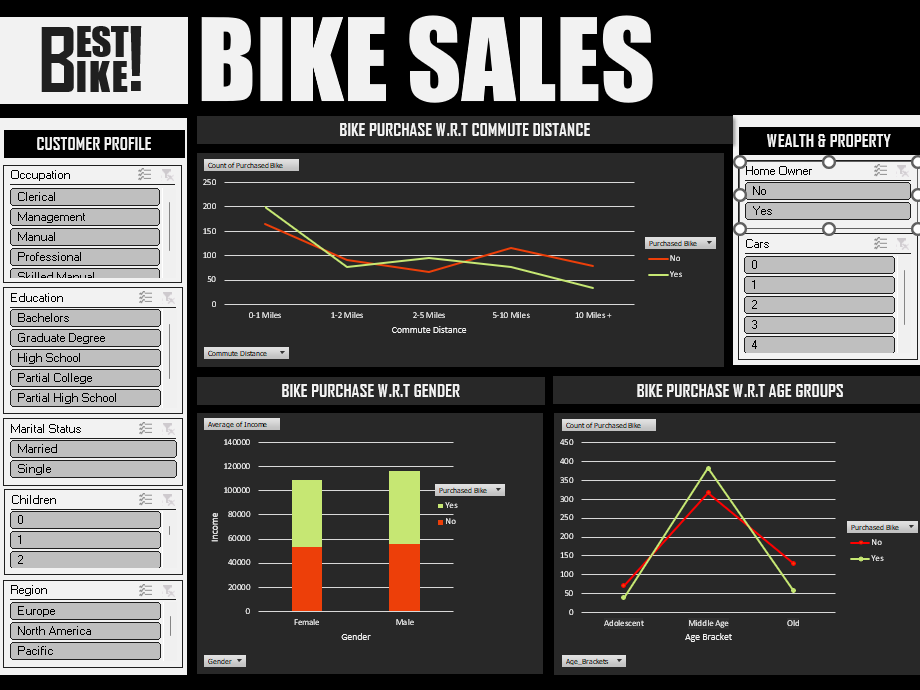 BEST BIKE!
BIKE SALES
CUSTOMER PROFILE
Occupation
Clerical
Management
Manual
Professional
Skilled Manual
Education
Bachelors
Graduate Degree
High School
Partial College
Partial High School
Marital Status
Married
Single
Children
0
1
2
Region
Europe
North America
Pacific
BIKE PURCHASE W.R.T COMMUTE DISTANCE
Count of Purchased Bike
250
200
150
100
50
0
0-1 Miles 1-2 Miles 2-5 Miles 5-10 Miles 10 Miles +
Commute Distance
Purchased Bike
No
Yes
Commute Distance
WEALTH & PROPERTY
Home Owner
No
Yes
Cars
0
1
2
3
4
BIKE PURCHASE W.R.T GENDER
Average of Income
140000
120000
100000
80000
60000
40000
20000
0
Income
Female Male
Gender
Purchased Bike
Yes
No
Gender
BIKE PURCHASE W.R.T AGE GROUPS
Count of Purchased Bike
450
400
350
300
250
200
150
100
50
0
Adolescent Middle Age Old
Age Bracket
Purchased Bike
No
Yes
Age_Brackets